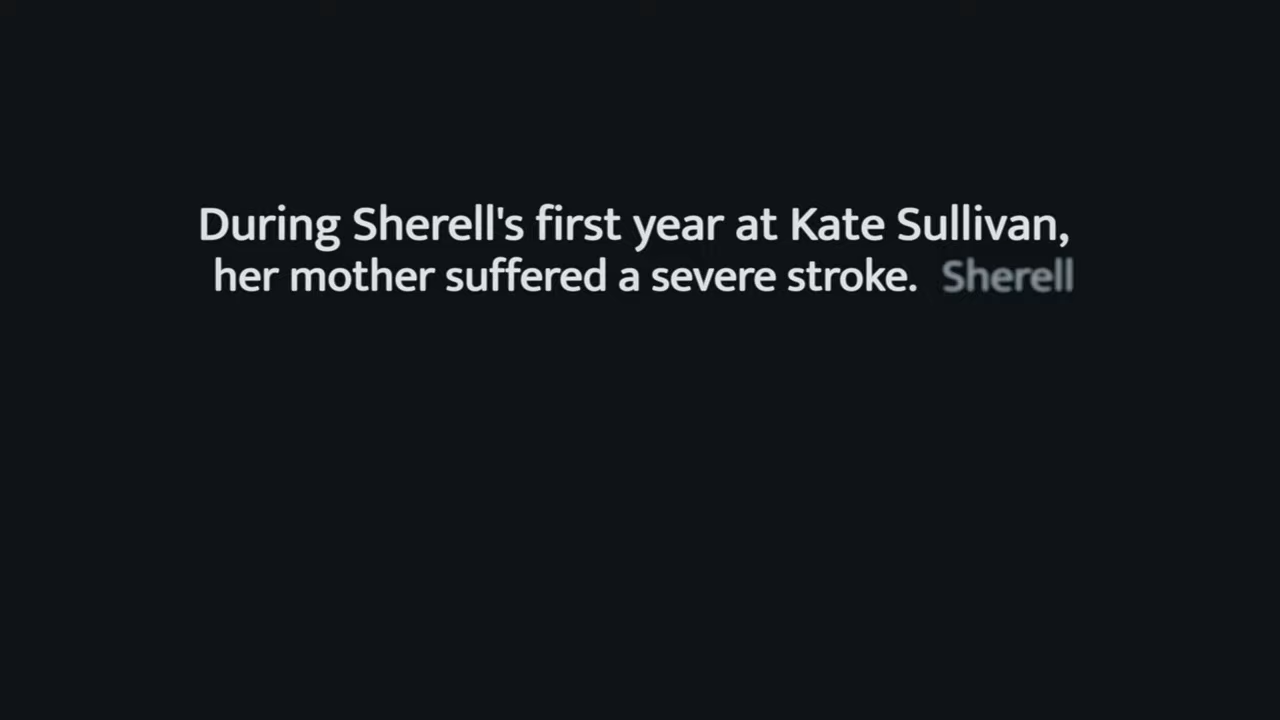 During Sherell's first year at Kate Sullivan,
her mother suffered a severe stroke. Sherell